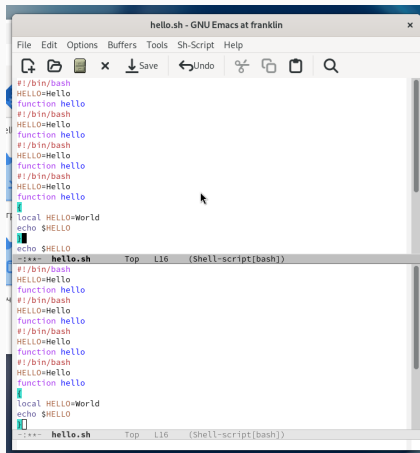 hello.sh - GNU Emacs at franklin
File Edit Options Buffers Tools Sh-Script Help
Save Undo
#!/bin/bash
HELLO=Hello
function hello
#!/bin/bash
HELLO=Hello
function hello
#!/bin/bash
HELLO=Hello
function hello
#!/bin/bash
HELLO=Hello
function hello
{
local HELLO=World
echo $HELLO
}
echo $HELLO
-:**- hello.sh Top L16 (Shell-script[bash])
#!/bin/bash
HELLO=Hello
function hello
#!/bin/bash
HELLO=Hello
function hello
#!/bin/bash
HELLO=Hello
function hello
#!/bin/bash
HELLO=Hello
function hello
{
local HELLO=World
echo $HELLO
}
-:**- hello.sh Top L16 (Shell-script[bash])